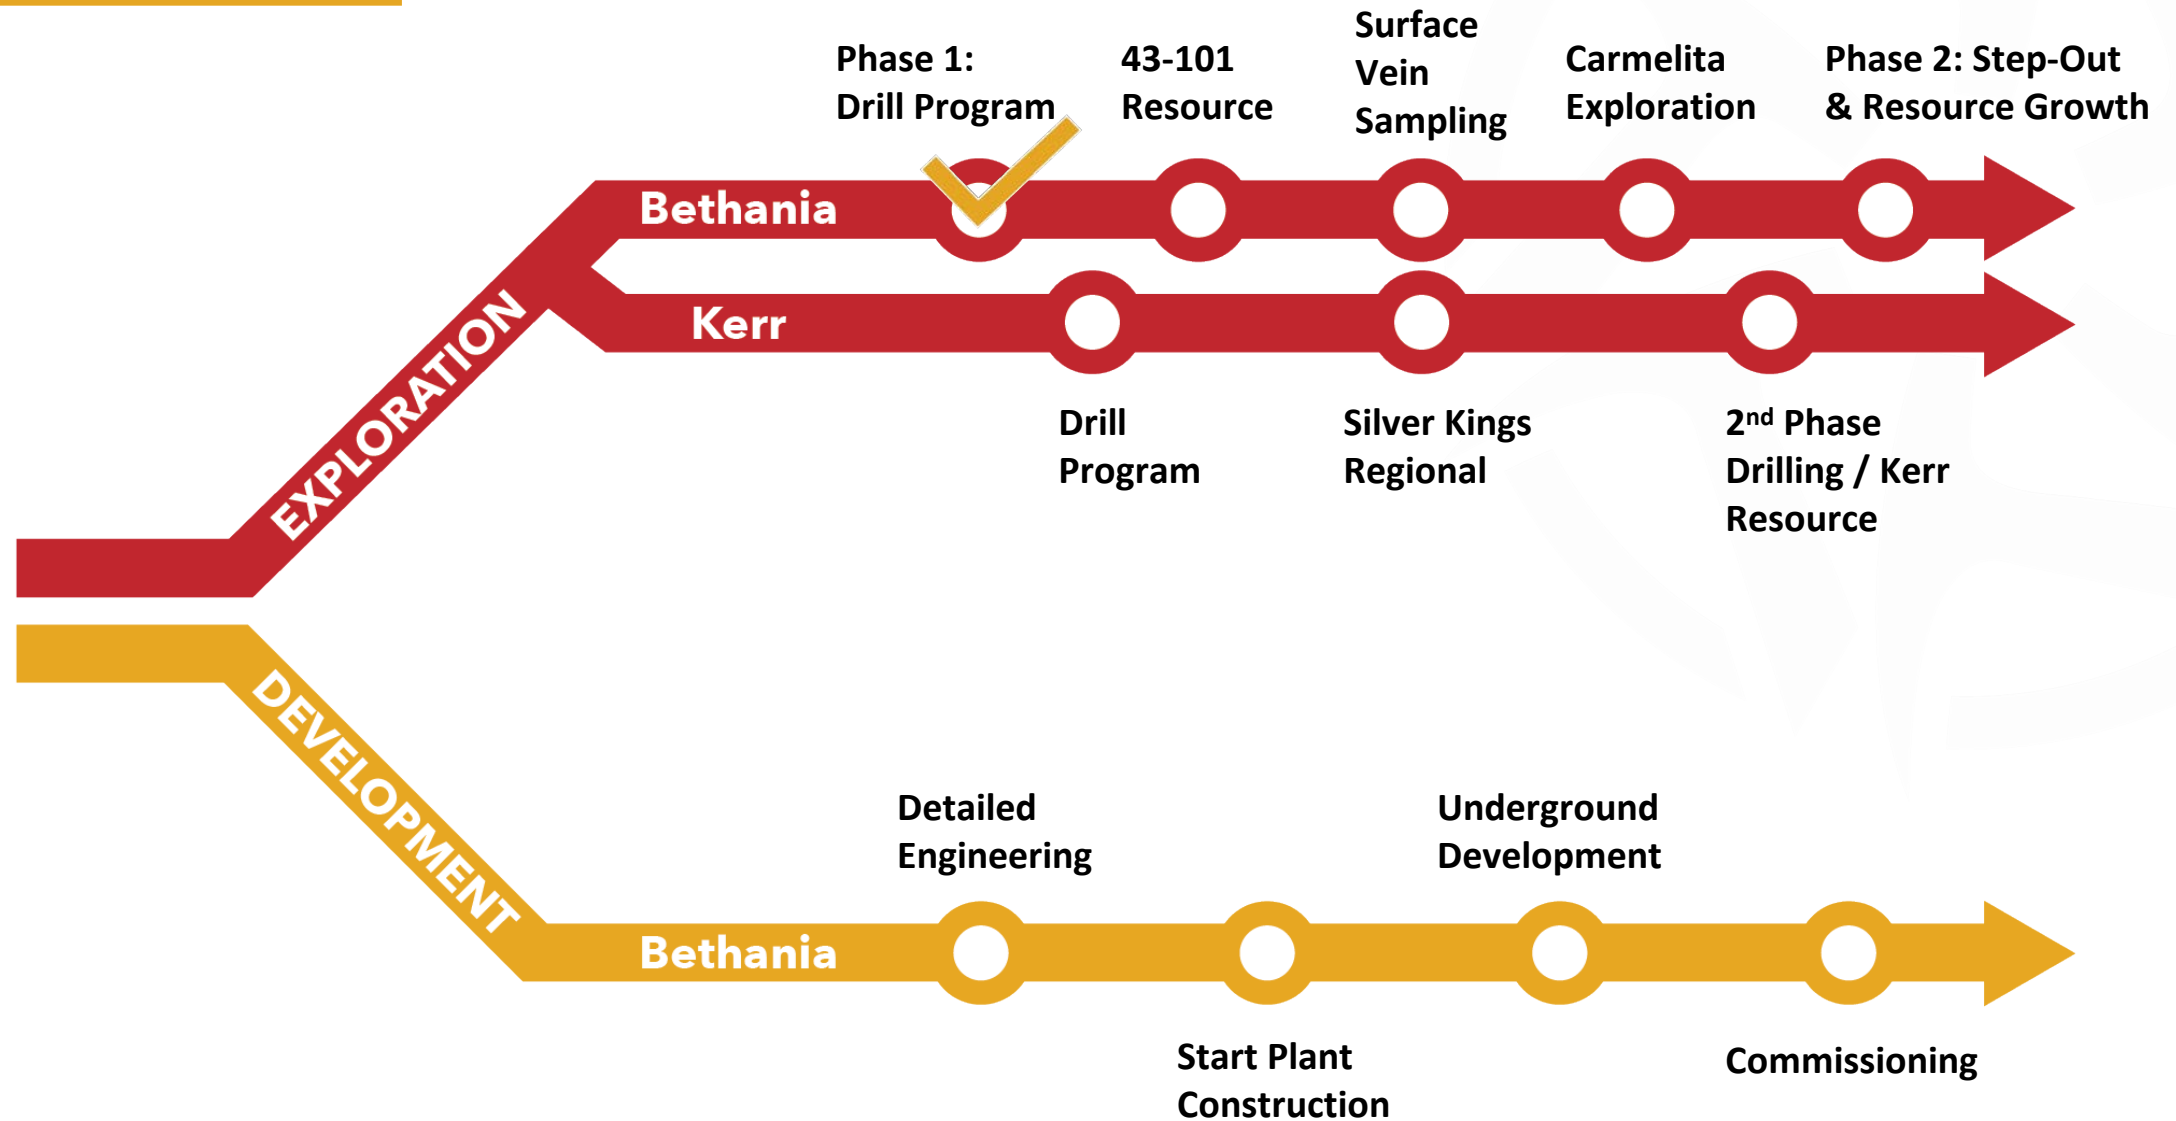 Phase 1:
Drill Program
43-101
Resource
Surface
Vein
Sampling
Carmelita
Exploration
Phase 2: Step-Out
& Resource Growth
Bethania
Kerr
EXPLORATION
Drill
Program
Silver Kings
Regional
2nd Phase
Drilling / Kerr
Resource
DEVELOPMENT
Detailed
Engineering
Underground
Development
Bethania
Start Plant
Construction
Commissioning